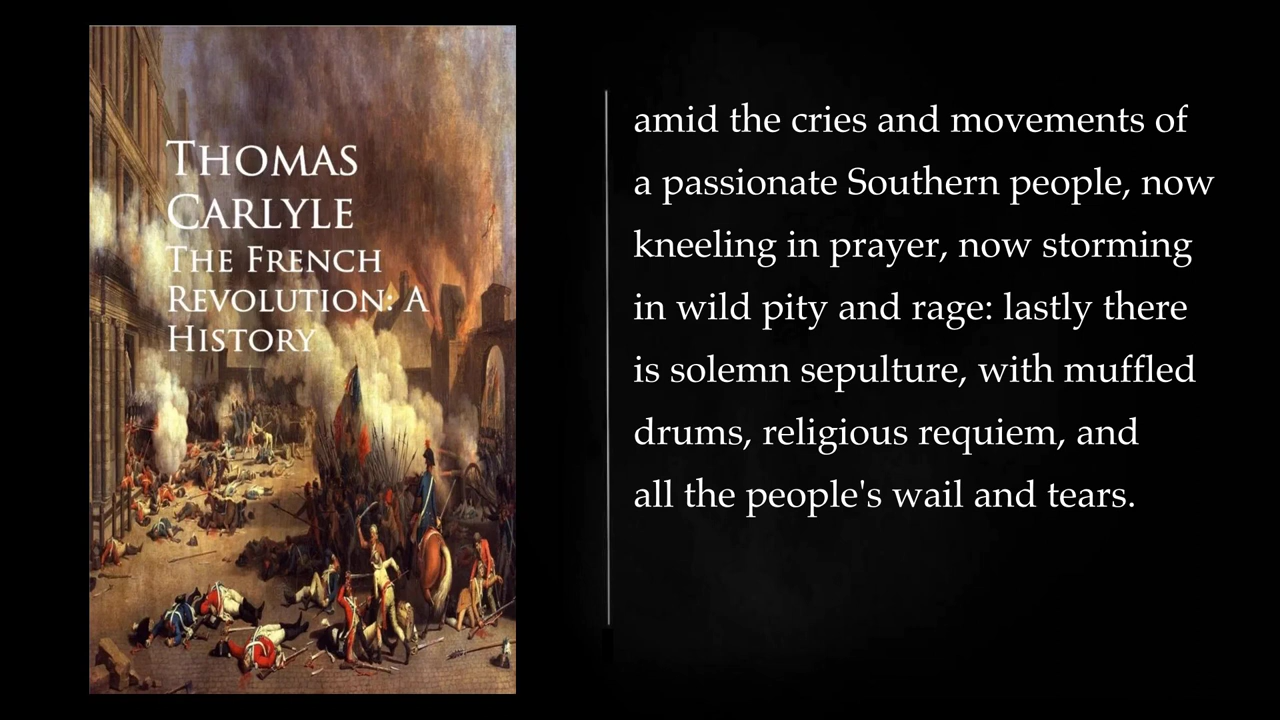 THOMAS
CARLYLE
THE FRENCH
REVOLUTION: A
HISTORY
amid the cries and movements of
a passionate Southern people, now
kneeling in prayer, now storming
in wild pity and rage: lastly there
is solemn sepulture, with muffled
drums, religious requiem, and
all the people's wail and tears.